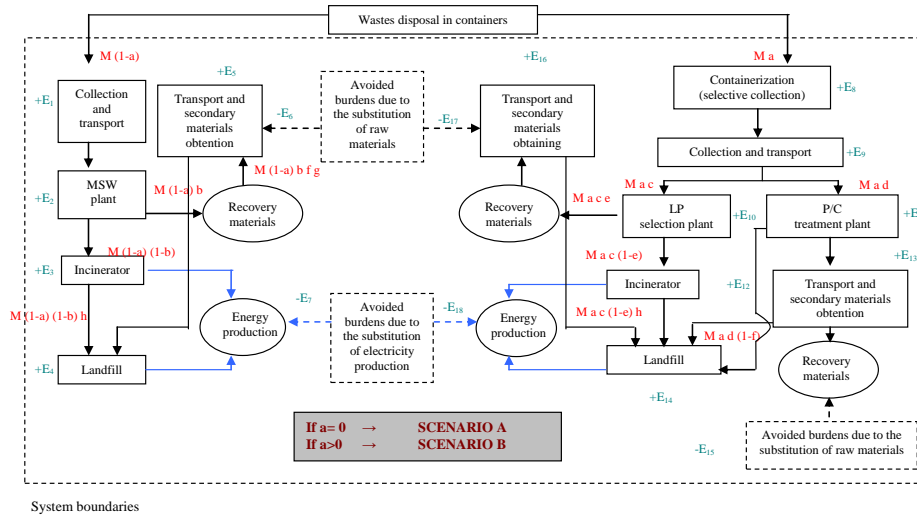 Wastes disposal in containers
M (1-a)
M a
+E1
Collection
and
transport
+E5
Transport and
secondary
materials
obtention
-E6
Avoided
burdens due to
the substitution
of raw
materials
-E17
+E16
Transport and
secondary
materials
obtaining
Containerization
(selective collection)
+E8
Collection and transport
+E9
+E2
MSW
plant
M (1-a) b
M (1-a) b f g
Recovery
materials
Recovery
materials
M a c e
M a c
LP
selection plant
+E10
M a d
P/C
treatment plant
+E
M (1-a) (1-b)
+E3
Incinerator
M a c (1-e)
Incinerator
+E12
+E13
Transport and
secondary materials
obtention
M (1-a) (1-b) h
Energy
production
-E7
Avoided
burdens due to
the substitution
of electricity
production
-E18
Energy
production
M a c (1-e) h
M a d (1-f)
+E4
Landfill
Landfill
+E14
Recovery
materials
If a= 0 → SCENARIO A
If a>0 → SCENARIO B
-E15
Avoided burdens due to the
substitution of raw materials
System boundaries